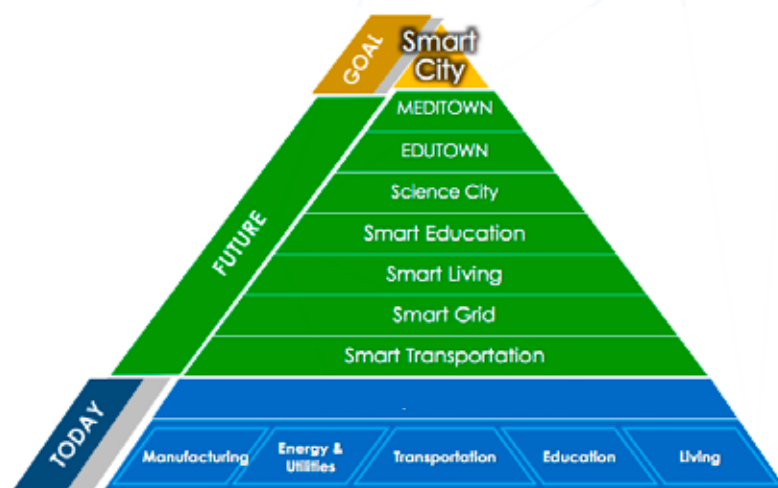 GOAL
Smart
City
FUTURE
MEDITOWN
EDUTOWN
Science City
Smart Education
Smart Living
Smart Grid
Smart Transportation
TODAY
Manufacturing
Energy &
Utilities
Transportation
Education
Living